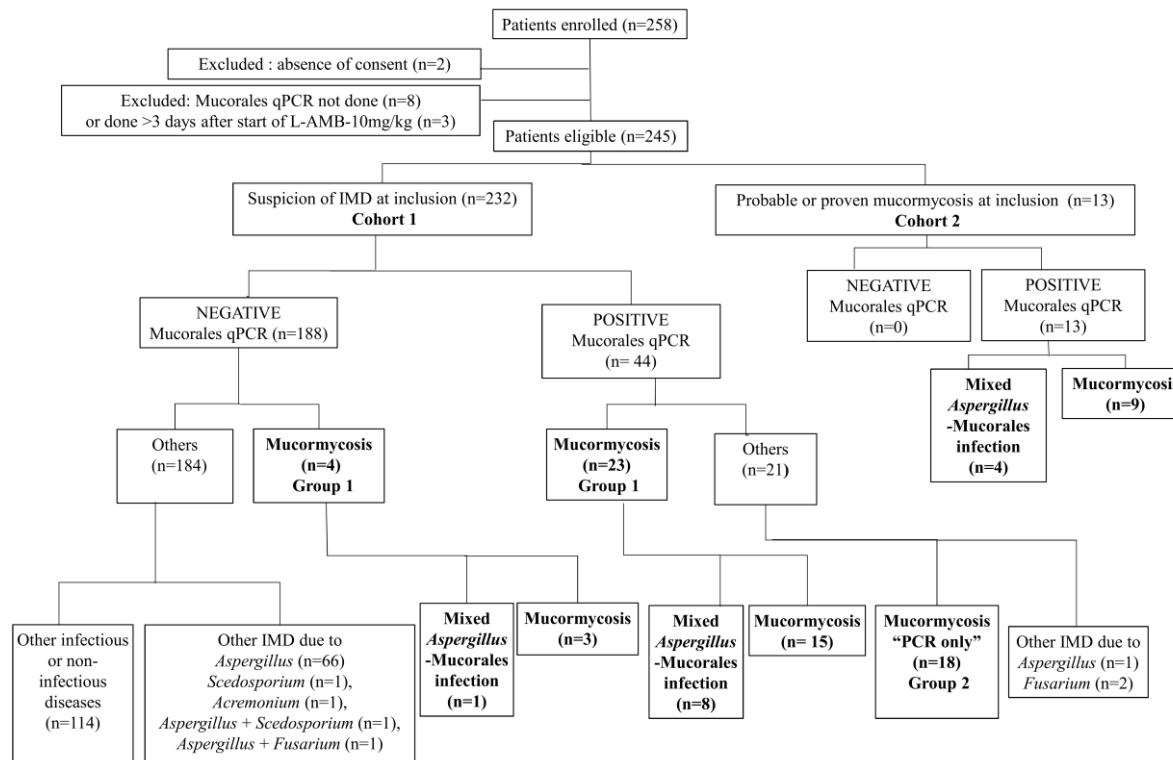 Patients enrolled (n=258)
Excluded : absence of consent (n=2)
Excluded: Mucorales qPCR not done (n=8)
or done >3 days after start of L-AMB-10mg/kg (n=3)
Patients eligible (n=245)
Suspicion of IMD at inclusion (n=232)
Cohort 1
Probable or proven mucormycosis at inclusion (n=13)
Cohort 2
NEGATIVE
Mucorales qPCR (n=188)
POSITIVE
Mucorales qPCR
(n= 44)
NEGATIVE
Mucorales qPCR
(n=0)
POSITIVE
Mucorales qPCR
(n=13)
Mixed
Aspergillus
-Mucorales
infection
(n=4)
Mucormycosis
(n=9)
Others
(n=184)
Mucormycosis
(n=4)
Group 1
Mucormycosis
(n=23)
Group 1
Others
(n=21)
Other infectious
or non-
infectious
diseases
(n=114)
Other IMD due to
Aspergillus (n=66)
Scedosporium (n=1),
Acremonium (n=1),
Aspergillus + Scedosporium (n=1),
Aspergillus + Fusarium (n=1)
Mixed
Aspergillus
-Mucorales
infection
(n=1)
Mucormycosis
(n=3)
Mixed
Aspergillus
-Mucorales
infection
(n=8)
Mucormycosis
(n= 15)
Mucormycosis
“PCR only”
(n=18)
Group 2
Other IMD due to
Aspergillus (n=1)
Fusarium (n=2)